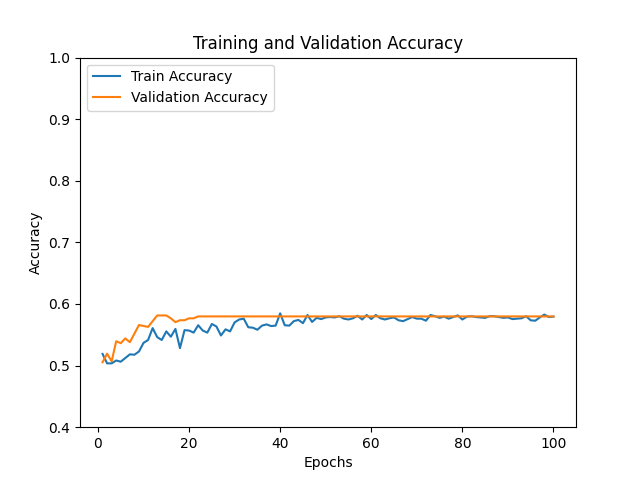 Training and Validation Accuracy
Train Accuracy
Validation Accuracy
1.0
0.9
0.8
0.7
0.6
0.5
0.4
Accuracy
0 20 40 60 80 100
Epochs